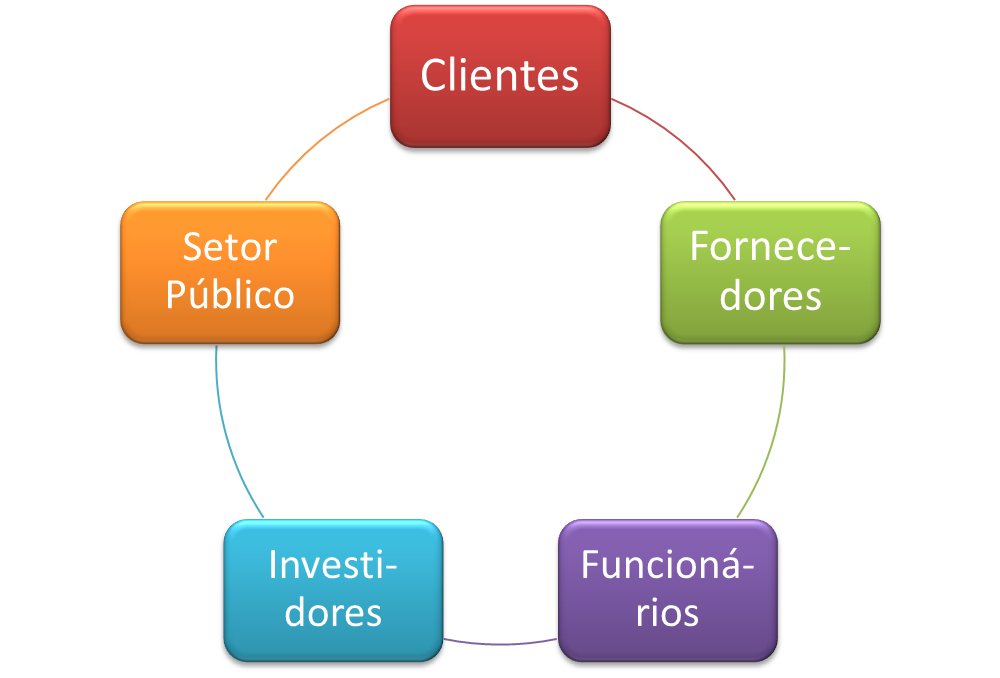 Clientes
Setor
Público
Fornece-
dores
Investi-
dores
Funcioná-
rios